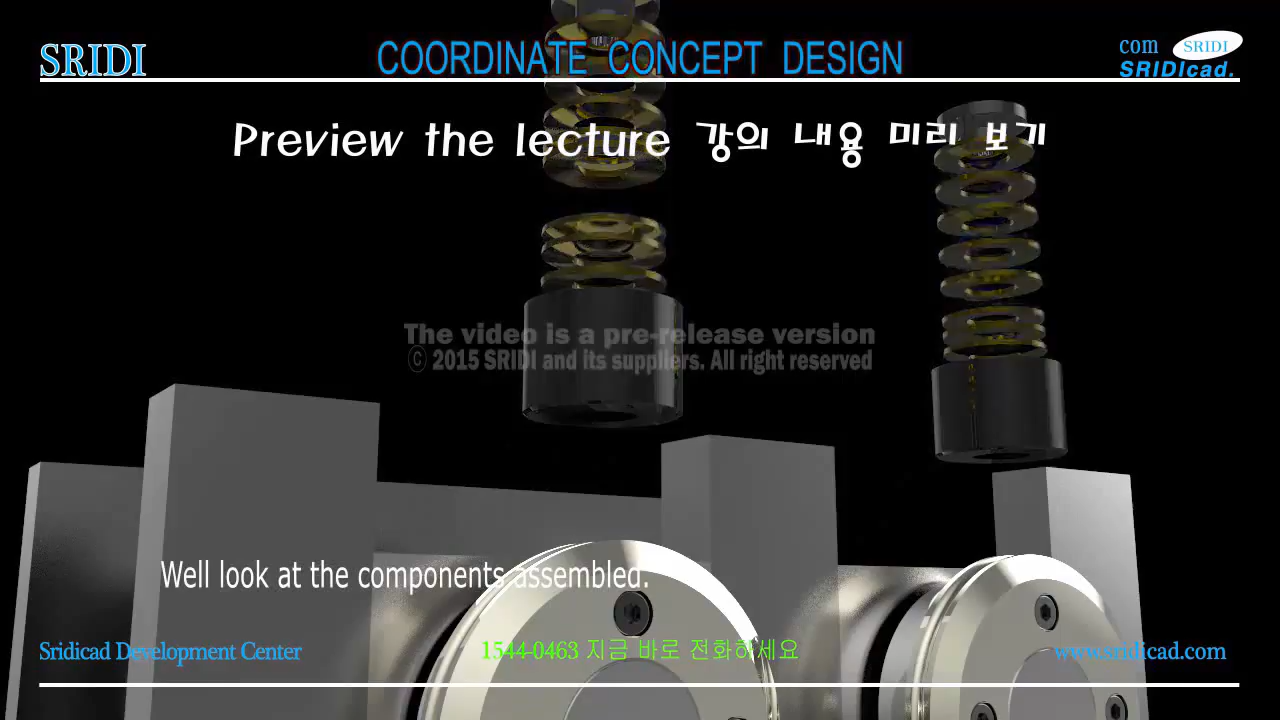 SRIDI
COORDINATE CONCEPT DESIGN
com SRIDI
SRIDIcad.
Preview the lecture 강의 내용 미리 보기
The video is a pre-release version
© 2015 SRIDI and its suppliers. All right reserved
Well look at the components assembled.
Sridicad Development Center
1544-0463 지금 바로 전화하세요
www.sridicad.com